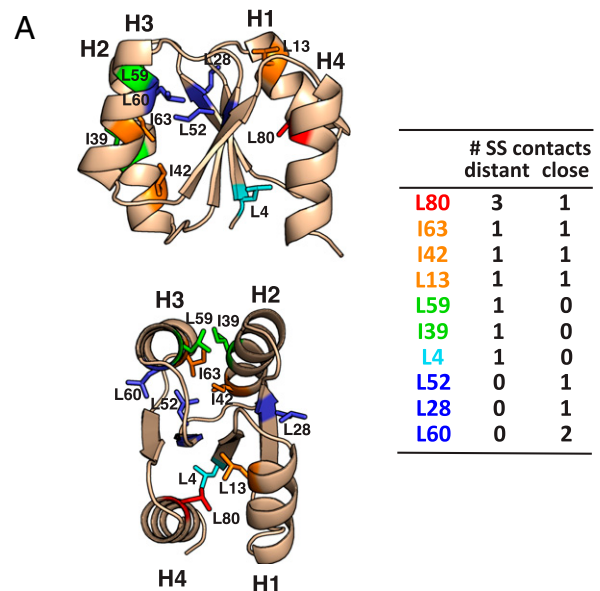 A
H3
H1
H2
L28
L13
H4
L59
L60
I63
L52
I39
L80
I42
L4
H3
H2
L59
I39
I63
L60
I42
L52
L28
L4
L13
L80
H4
H1
# SS contacts
distant close
L80 3 1
I63 1 1
I42 1 1
L13 1 1
L59 1 0
I39 1 0
L4 1 0
L52 0 1
L28 0 1
L60 0 2